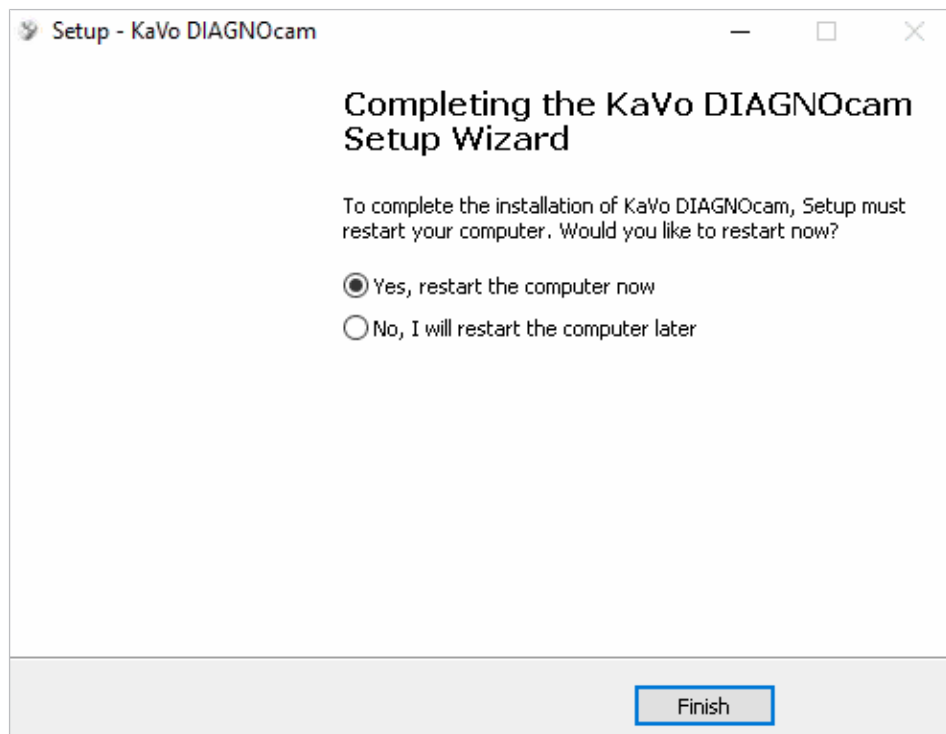 Setup - KaVo DIAGNOcam
Completing the KaVo DIAGNOcam
Setup Wizard
To complete the installation of KaVo DIAGNOcam, Setup must
restart your computer. Would you like to restart now?
Yes, restart the computer now
No, I will restart the computer later
Finish